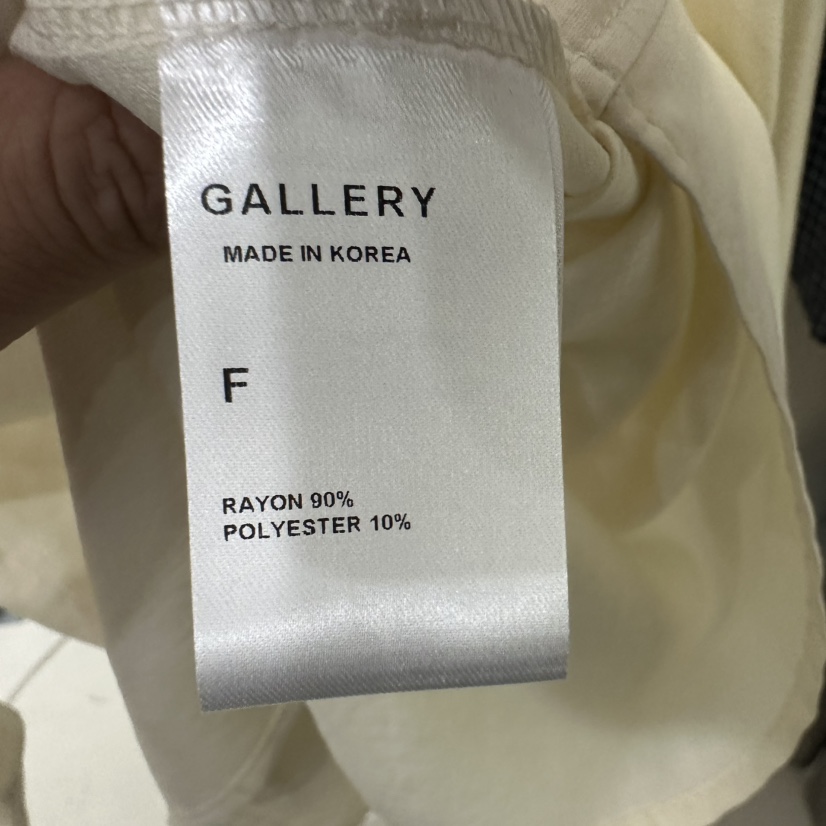 GALLERY
MADE IN KOREA
F
RAYON 90%
POLYESTER 10%